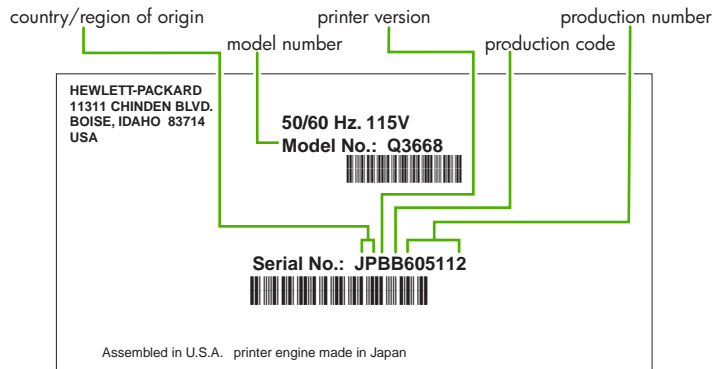 country/region of origin
printer version
production number
model number
production code
HEWLETT-PACKARD
11311 CHINDEN BLVD.
BOISE, IDAHO 83714
USA
50/60 Hz. 115V
Model No.: Q3668
Serial No.: JPBB605112
Assembled in U.S.A. printer engine made in Japan